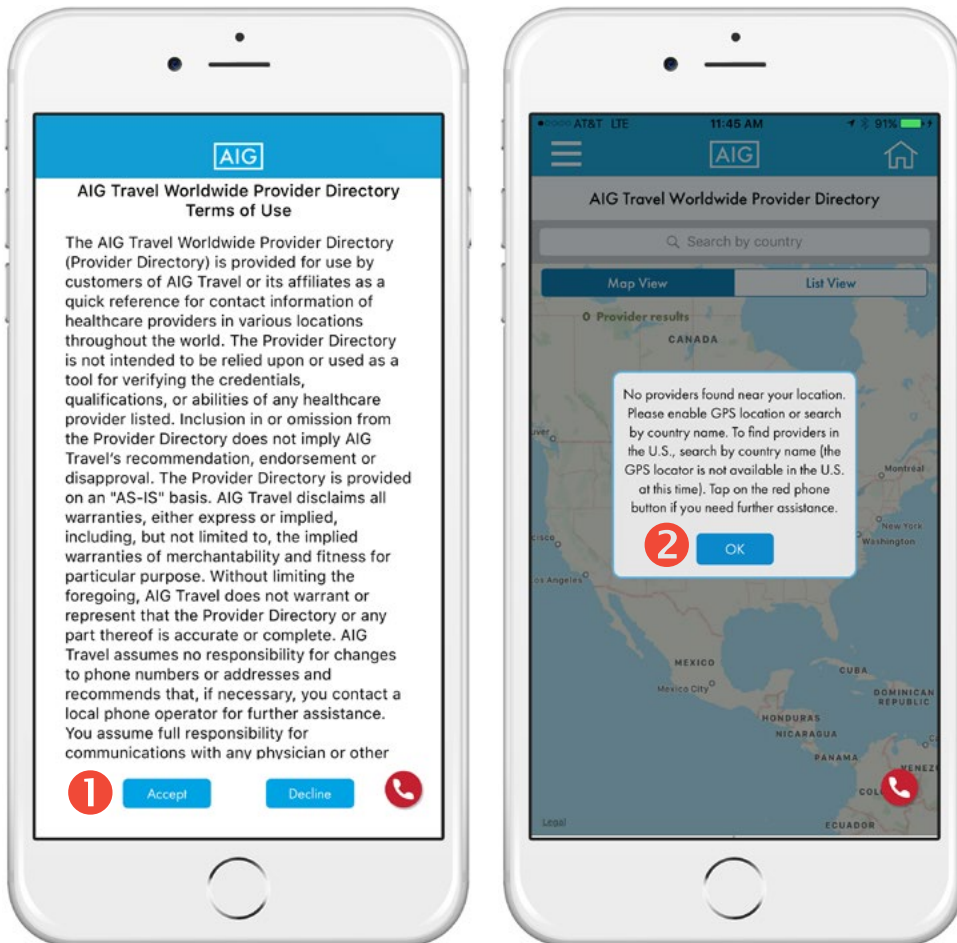 AIG
AIG Travel Worldwide Provider Directory
Terms of Use
The AIG Travel Worldwide Provider Directory
(Provider Directory) is provided for use by
customers of AIG Travel or its affiliates as a
quick reference for contact information of
healthcare providers in various locations
throughout the world. The Provider Directory
is not intended to be relied upon or used as a
tool for verifying the credentials,
qualifications, or abilities of any healthcare
provider listed. Inclusion in or omission from
the Provider Directory does not imply AIG
Travel's recommendation, endorsement or
disapproval. The Provider Directory is provided
on an "AS-IS" basis. AIG Travel disclaims all
warranties, either express or implied,
including, but not limited to, the implied
warranties of merchantability and fitness for
particular purpose. Without limiting the
foregoing, AIG Travel does not warrant or
represent that the Provider Directory or any
part thereof is accurate or complete. AIG
Travel assumes no responsibility for changes
to phone numbers or addresses and
recommends that, if necessary, you contact a
local phone operator for further assistance.
You assume full responsibility for
communications with any physician or other
1 Accept Decline
AT&T LTE 11:45 AM 91%
AIG
AIG Travel Worldwide Provider Directory
Search by country
Map View List View
0 Provider results
CANADA
No providers found near your location.
Please enable GPS location or search
by country name. To find providers in
the U.S., search by country name (the
GPS locator is not available in the U.S.
at this time). Tap on the red phone
button if you need further assistance.
2 OK
Montréal
New York
Washington
Los Angeles
MEXICO
Mexico City
CUBA
DOMINICAN
REPUBLIC
HONDURAS
NICARAGUA
PANAMA
ECUADOR
Legal